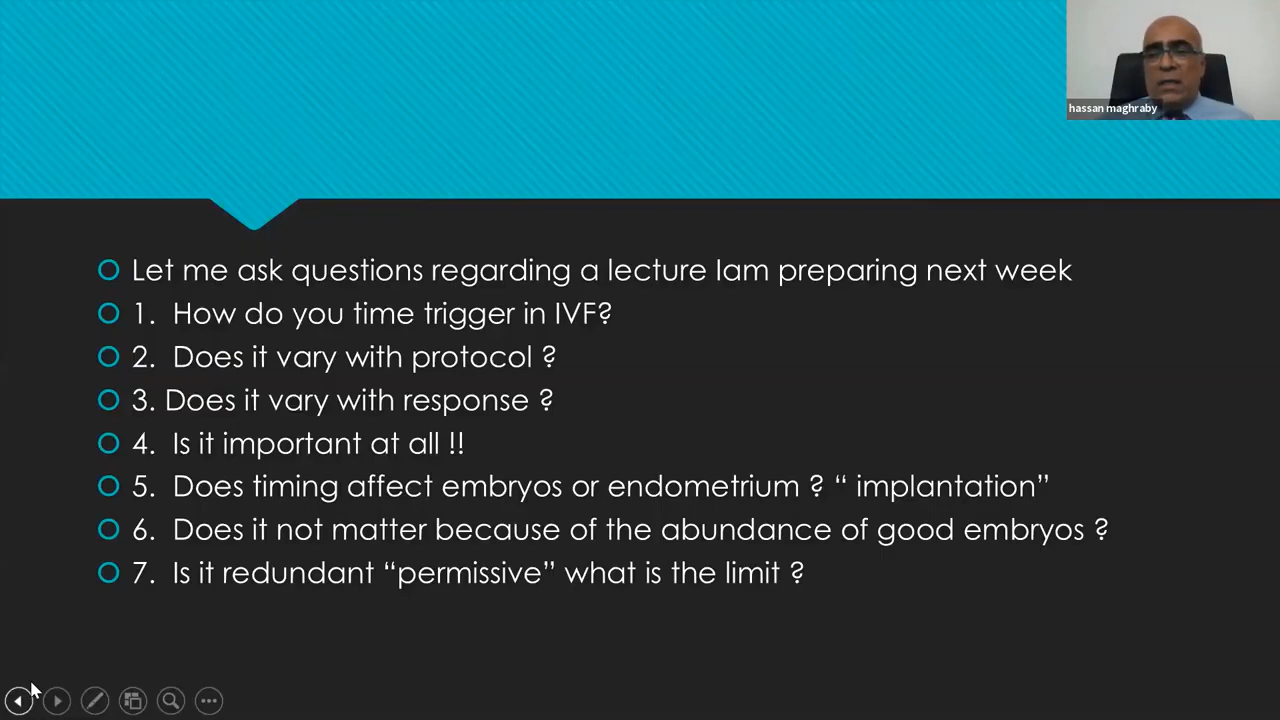 hassan maghraby
Let me ask questions regarding a lecture Iam preparing next week
1. How do you time trigger in IVF?
2. Does it vary with protocol ?
3. Does it vary with response ?
4. Is it important at all !!
5. Does timing affect embryos or endometrium ? “ implantation”
6. Does it not matter because of the abundance of good embryos ?
7. Is it redundant “permissive” what is the limit ?